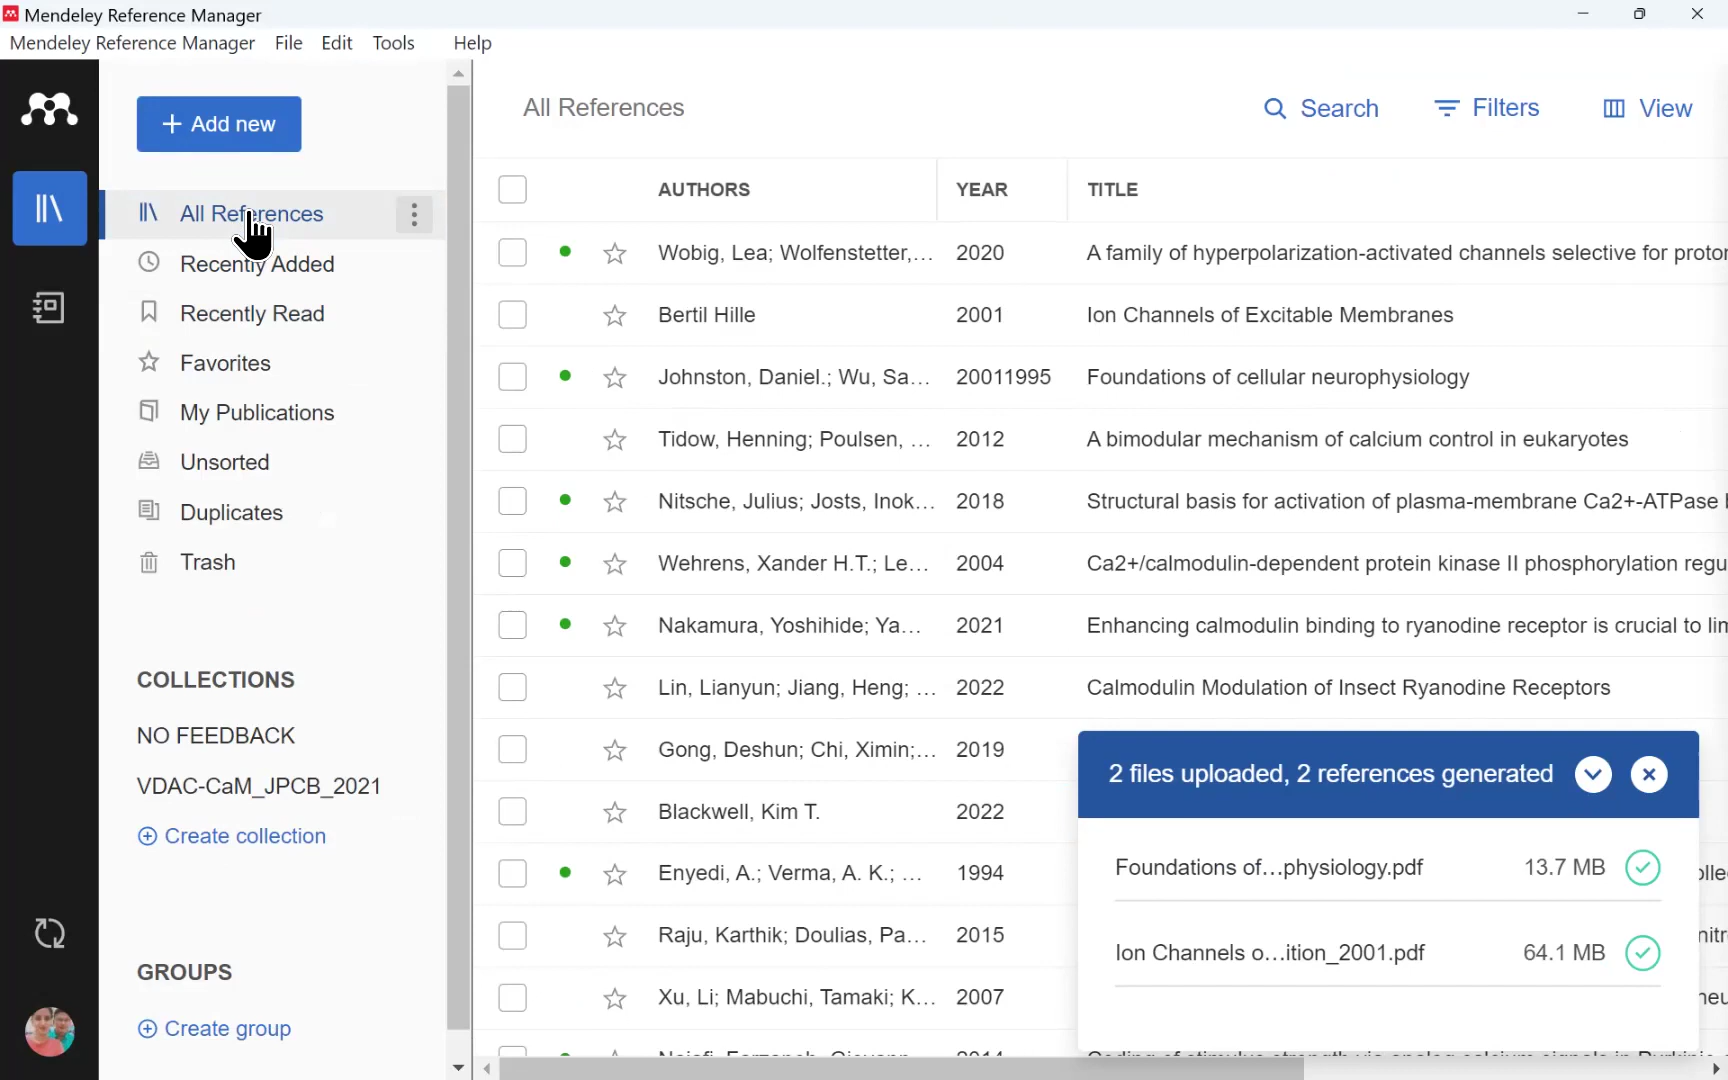 Mendeley Reference Manager
Mendeley Reference Manager File Edit Tools Help
+ Add new
All References
Recently Added
Recently Read
Favorites
My Publications
Unsorted
Duplicates
Trash
COLLECTIONS
NO FEEDBACK
VDAC-CaM_JPCB_2021
Create collection
GROUPS
Create group
All References
Search Filters View
AUTHORS YEAR TITLE
Wobig, Lea; Wolfenstetter,... 2020 A family of hyperpolarization-activated channels selective for
Bertil Hille 2001 Ion Channels of Excitable Membranes
Johnston, Daniel.; Wu, Sa... 20011995 Foundations of cellular neurophysiology
Tidow, Henning; Poulsen, ... 2012 A bimodular mechanism of calcium control in eukaryotes
Nitsche, Julius; Josts, Inok... 2018 Structural basis for activation of plasma-membrane Ca2+-ATPase
Wehrens, Xander H.T.; Le... 2004 Ca2+/calmodulin-dependent protein kinase II phosphorylation regu
Nakamura, Yoshihide; Ya... 2021 Enhancing calmodulin binding to ryanodine receptor is crucial to
Lin, Lianyun; Jiang, Heng; ... 2022 Calmodulin Modulation of Insect Ryanodine Receptors
Gong, Deshun; Chi, Ximin;... 2019
Blackwell, Kim T. 2022
Enyedi, A.; Verma, A. K.; ... 1994
Raju, Karthik; Doulias, Pa... 2015
Xu, Li; Mabuchi, Tamaki; K... 2007
2 files uploaded, 2 references generated
Foundations of...physiology.pdf 13.7 MB
Ion Channels o...ition_2001.pdf 64.1 MB